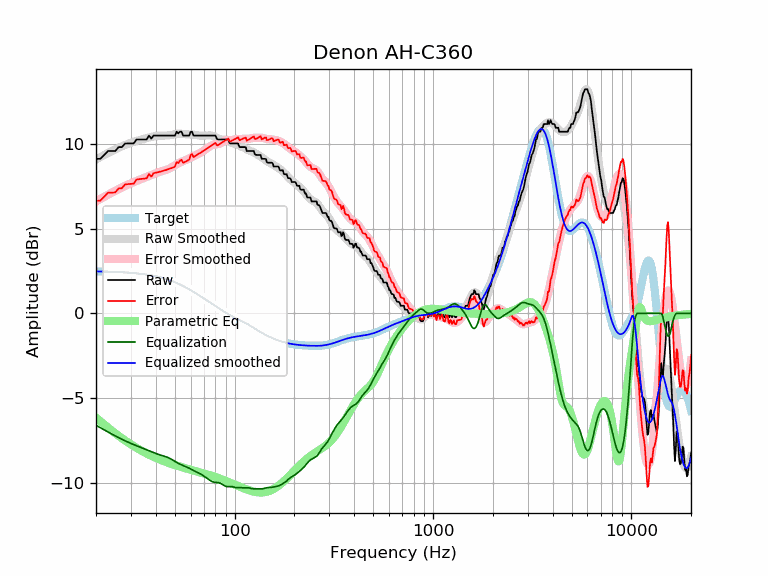 Denon AH-C360
Amplitude (dBr)
10
5
0
−5
−10
Target
Raw Smoothed
Error Smoothed
Raw
Error
Parametric Eq
Equalization
Equalized smoothed
100 1000 10000
Frequency (Hz)